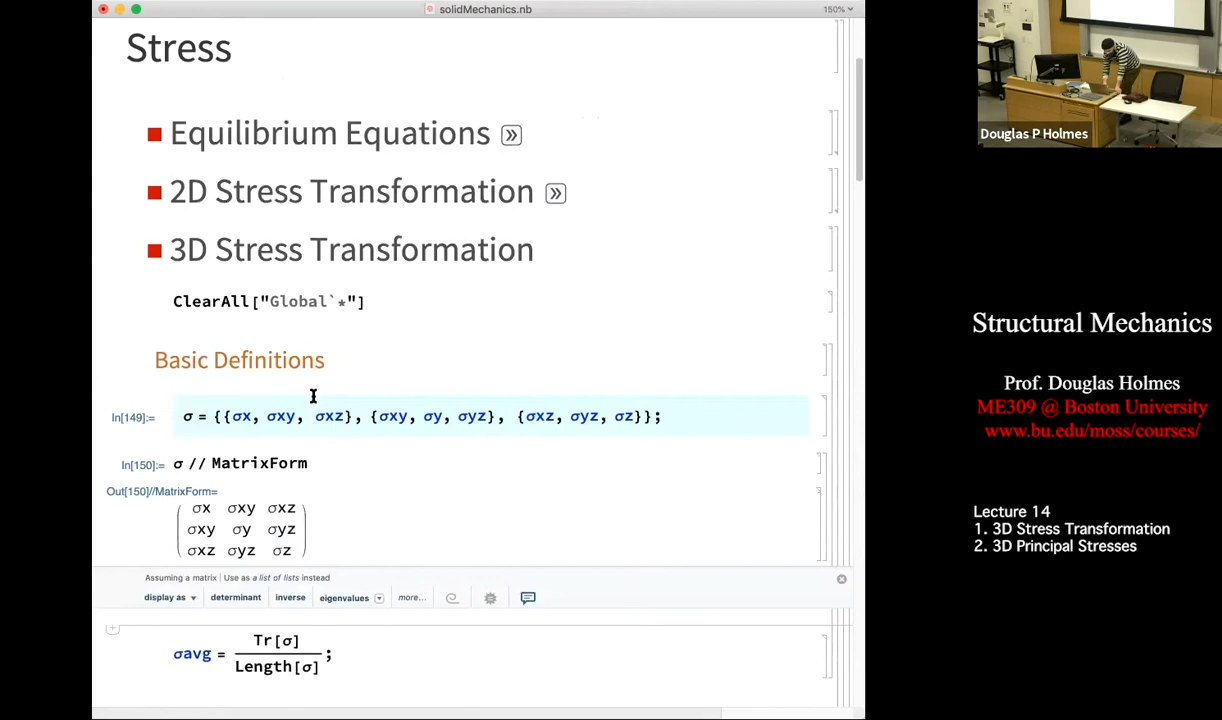 solidMechanics.nb
150%
Stress
Equilibrium Equations
2D Stress Transformation
3D Stress Transformation
ClearAll["Global`*"]
Basic Definitions
In[149]:= σ = {{σx, σxy, σxz}, {σxy, σy, σyz}, {σxz, σyz, σz}};
In[150]:= σ // MatrixForm
Out[150]//MatrixForm=
σx σxy σxz
σxy σy σyz
σxz σyz σz
Assuming a matrix | Use as a list of lists instead
display as determinant inverse eigenvalues more...
σavg = Tr[σ]
Length[σ] ;
Douglas P Holmes
Structural Mechanics
Prof. Douglas Holmes
ME309 @ Boston University
www.bu.edu/moss/courses/
Lecture 14
1. 3D Stress Transformation
2. 3D Principal Stresses